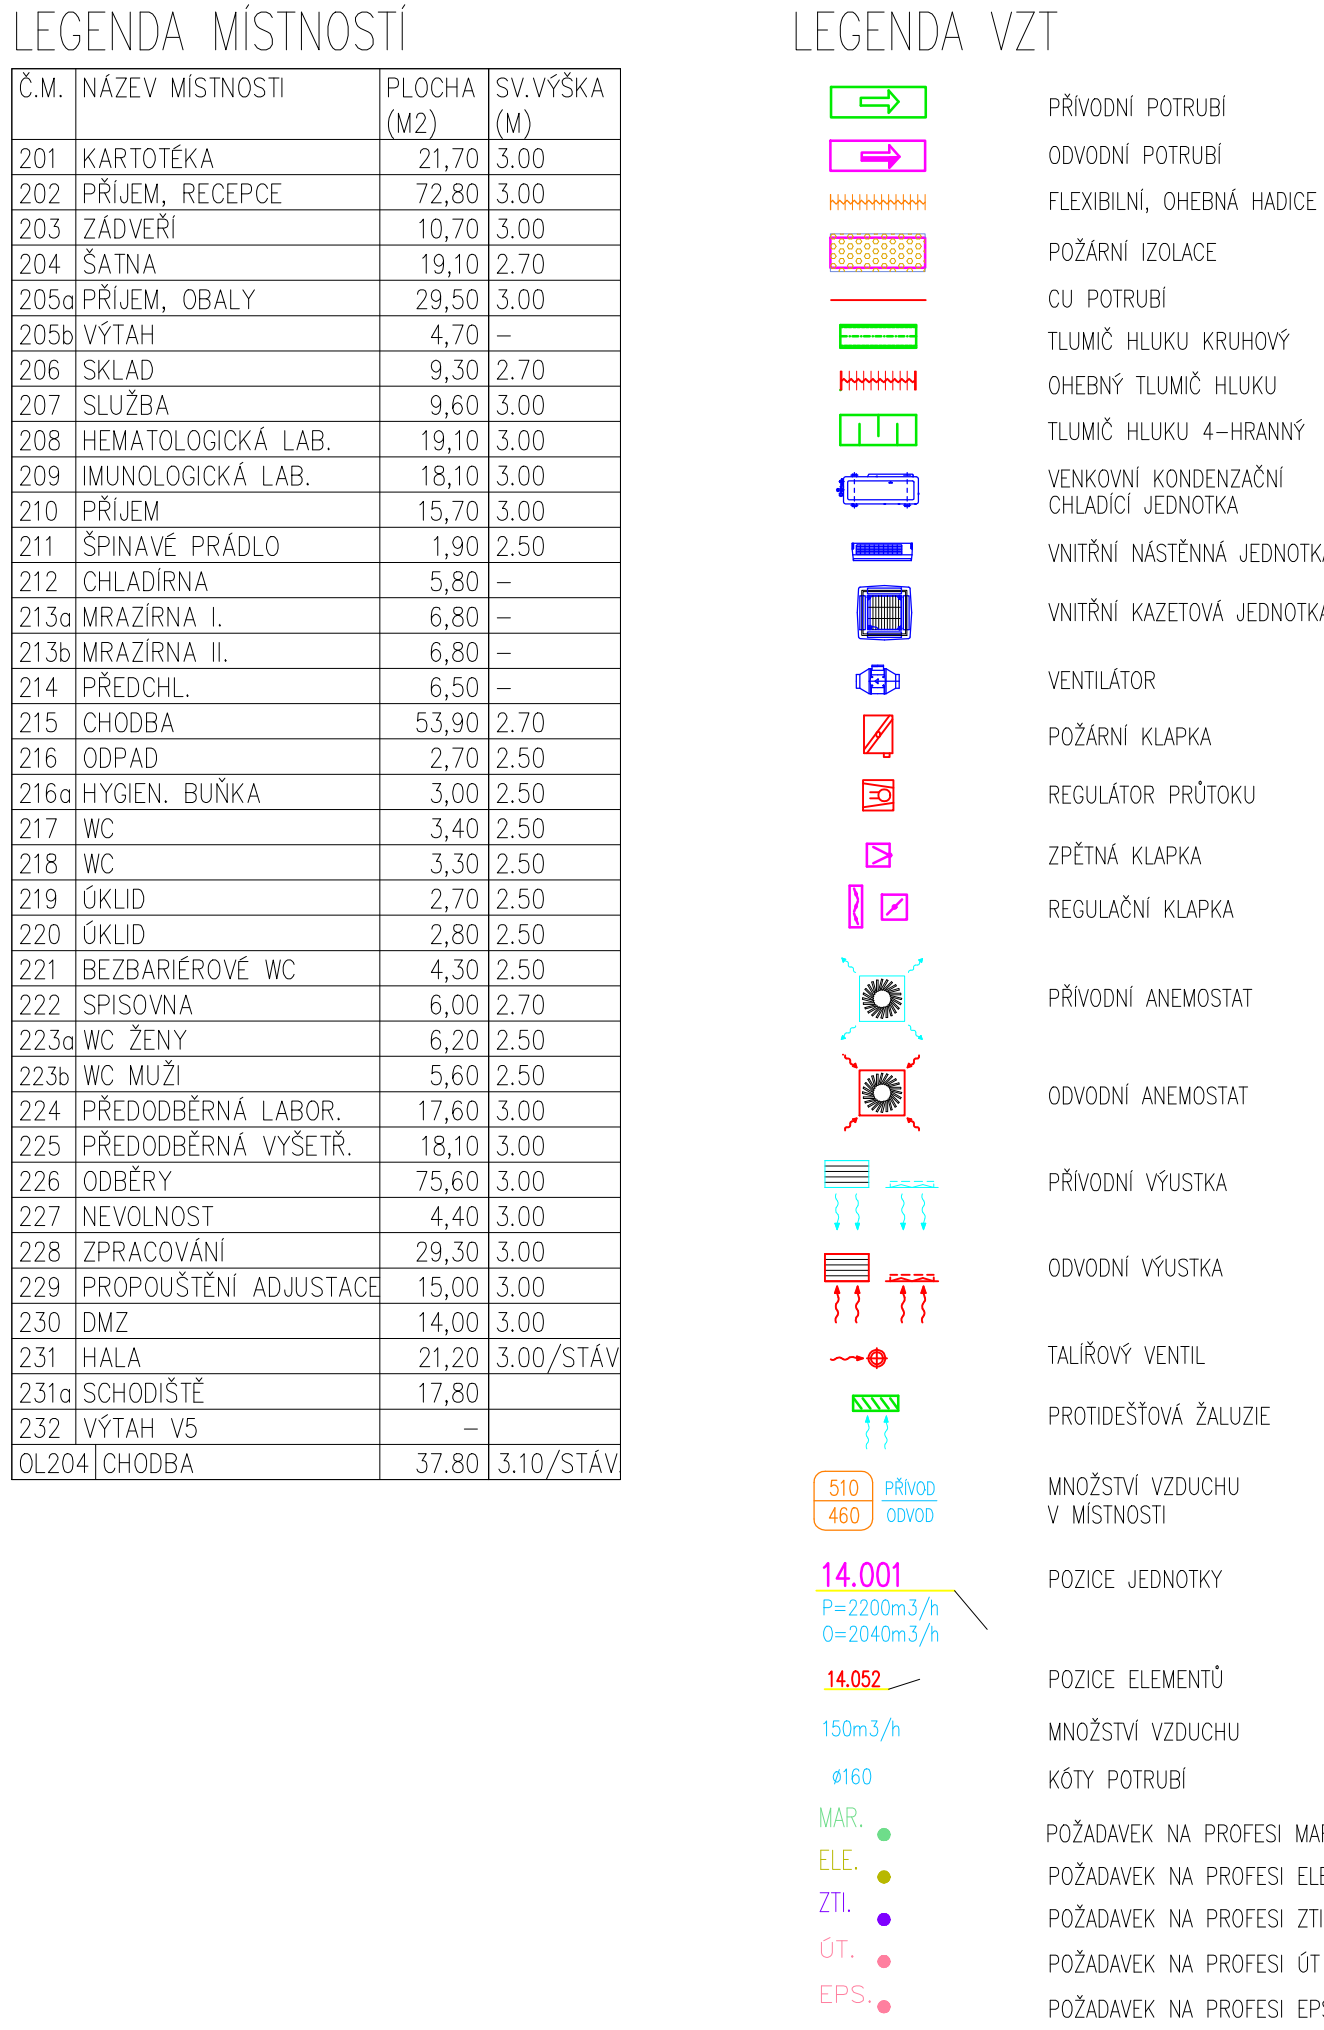 LEGENDA MÍSTNOSTÍ
Č.M. NÁZEV MÍSTNOSTI PLOCHA (M2) SV.VÝŠKA (M)
201 KARTOTÉKA 21,70 3.00
202 PŘÍJEM, RECEPCE 72,80 3.00
203 ZÁDVEŘÍ 10,70 3.00
204 ŠATNA 19,10 2.70
205a PŘÍJEM, OBALY 29,50 3.00
205b VÝTAH 4,70 –
206 SKLAD 9,30 2.70
207 SLUŽBA 9,60 3.00
208 HEMATOLOGICKÁ LAB. 19,10 3.00
209 IMUNOLOGICKÁ LAB. 18,10 3.00
210 PŘÍJEM 15,70 3.00
211 ŠPINAVÉ PRÁDLO 1,90 2.50
212 CHLADÍRNA 5,80 –
213a MRAZÍRNA I. 6,80 –
213b MRAZÍRNA II. 6,80 –
214 PŘEDCHL. 6,50 –
215 CHODBA 53,90 2.70
216 ODPAD 2,70 2.50
216a HYGIEN. BUŇKA 3,00 2.50
217 WC 3,40 2.50
218 WC 3,30 2.50
219 ÚKLID 2,70 2.50
220 ÚKLID 2,80 2.50
221 BEZBARIÉROVÉ WC 4,30 2.50
222 SPISOVNA 6,00 2.70
223a WC ŽENY 6,20 2.50
223b WC MUŽI 5,60 2.50
224 PŘEDODBĚRNÁ LABOR. 17,60 3.00
225 PŘEDODBĚRNÁ VYŠETŘ. 18,10 3.00
226 ODBĚRY 75,60 3.00
227 NEVOLNOST 4,40 3.00
228 ZPRACOVÁNÍ 29,30 3.00
229 PROPOUŠTĚNÍ ADJUSTACE 15,00 3.00
230 DMZ 14,00 3.00
231 HALA 21,20 3.00/STÁV
231a SCHODIŠTĚ 17,80
232 VÝTAH V5 –
OL204 CHODBA 37.80 3.10/STÁV.
LEGENDA VZT
PŘÍVODNÍ POTRUBÍ
ODVODNÍ POTRUBÍ
FLEXIBILNÍ, OHEBNÁ HADICE
POŽÁRNÍ IZOLACE
CU POTRUBÍ
TLUMIČ HLUKU KRUHOVÝ
OHEBNÝ TLUMIČ HLUKU
TLUMIČ HLUKU 4–HRANNÝ
VENKOVNÍ KONDENZAČNÍ
CHLADÍCÍ JEDNOTKA
VNITŘNÍ NÁSTĚNNÁ JEDNOTKA
VNITŘNÍ KAZETOVÁ JEDNOTKA
VENTILÁTOR
POŽÁRNÍ KLAPKA
REGULÁTOR PRŮTOKU
ZPĚTNÁ KLAPKA
REGULAČNÍ KLAPKA
PŘÍVODNÍ ANEMOSTAT
ODVODNÍ ANEMOSTAT
PŘÍVODNÍ VÝUSTKA
ODVODNÍ VÝUSTKA
TALÍŘOVÝ VENTIL
PROTIDEŠŤOVÁ ŽALUZIE
510 PŘÍVOD
460 ODVOD
MNOŽSTVÍ VZDUCHU
V MÍSTNOSTI
14.001
P=2200m3/h
O=2040m3/h
POZICE JEDNOTKY
14.052 POZICE ELEMENTŮ
150m3/h MNOŽSTVÍ VZDUCHU
ø160 KÓTY POTRUBÍ
MAR. POŽADAVEK NA PROFESI MAR
ELE. POŽADAVEK NA PROFESI ELE
ZTI. POŽADAVEK NA PROFESI ZTI
ÚT. POŽADAVEK NA PROFESI ÚT
EPS. POŽADAVEK NA PROFESI EPS